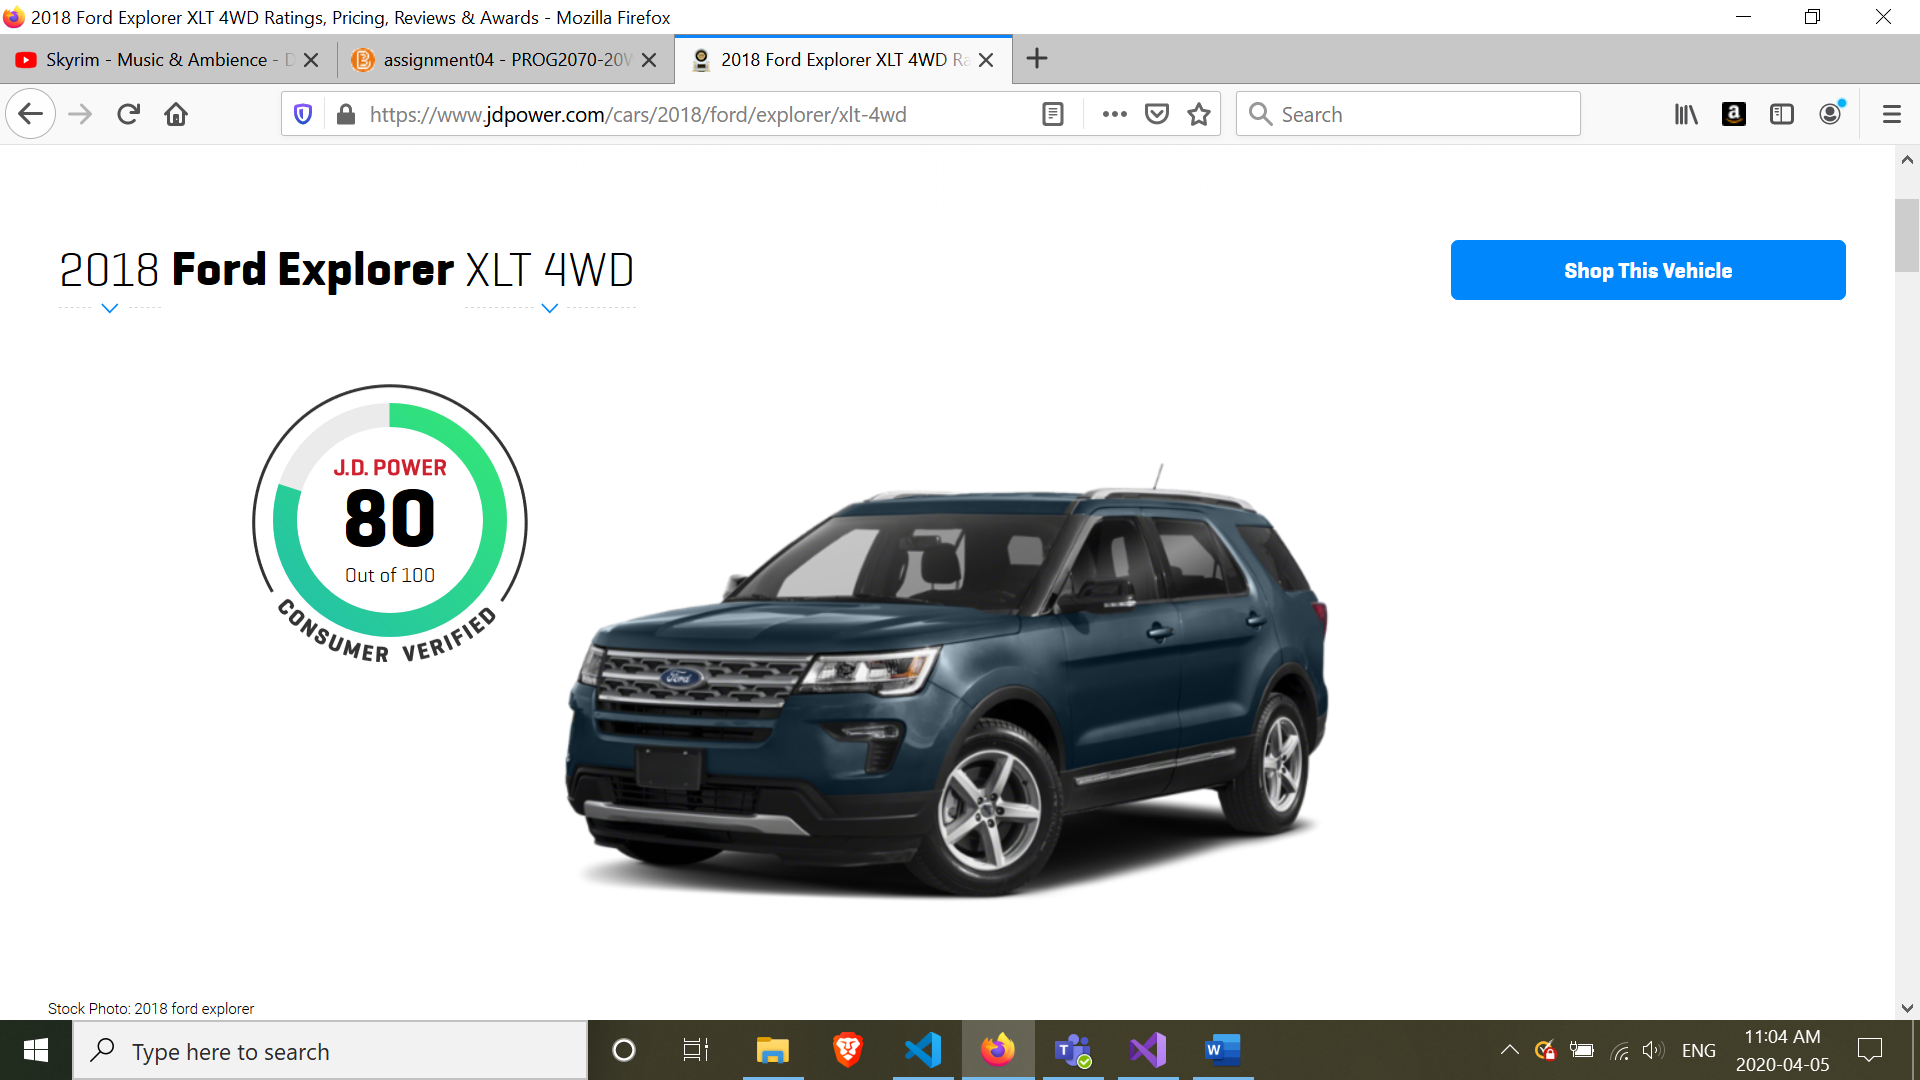 2018 Ford Explorer XLT 4WD Ratings, Pricing, Reviews & Awards - Mozilla Firefox
Skyrim - Music & Ambience - D
assignment04 - PROG2070-20W
2018 Ford Explorer XLT 4WD Ra
https://www.jdpower.com/cars/2018/ford/explorer/xlt-4wd
Search
2018 Ford Explorer XLT 4WD
Shop This Vehicle
J.D. POWER
80
Out of 100
CONSUMER VERIFIED
Ford
Stock Photo: 2018 ford explorer
Type here to search
ENG
11:04 AM
2020-04-05